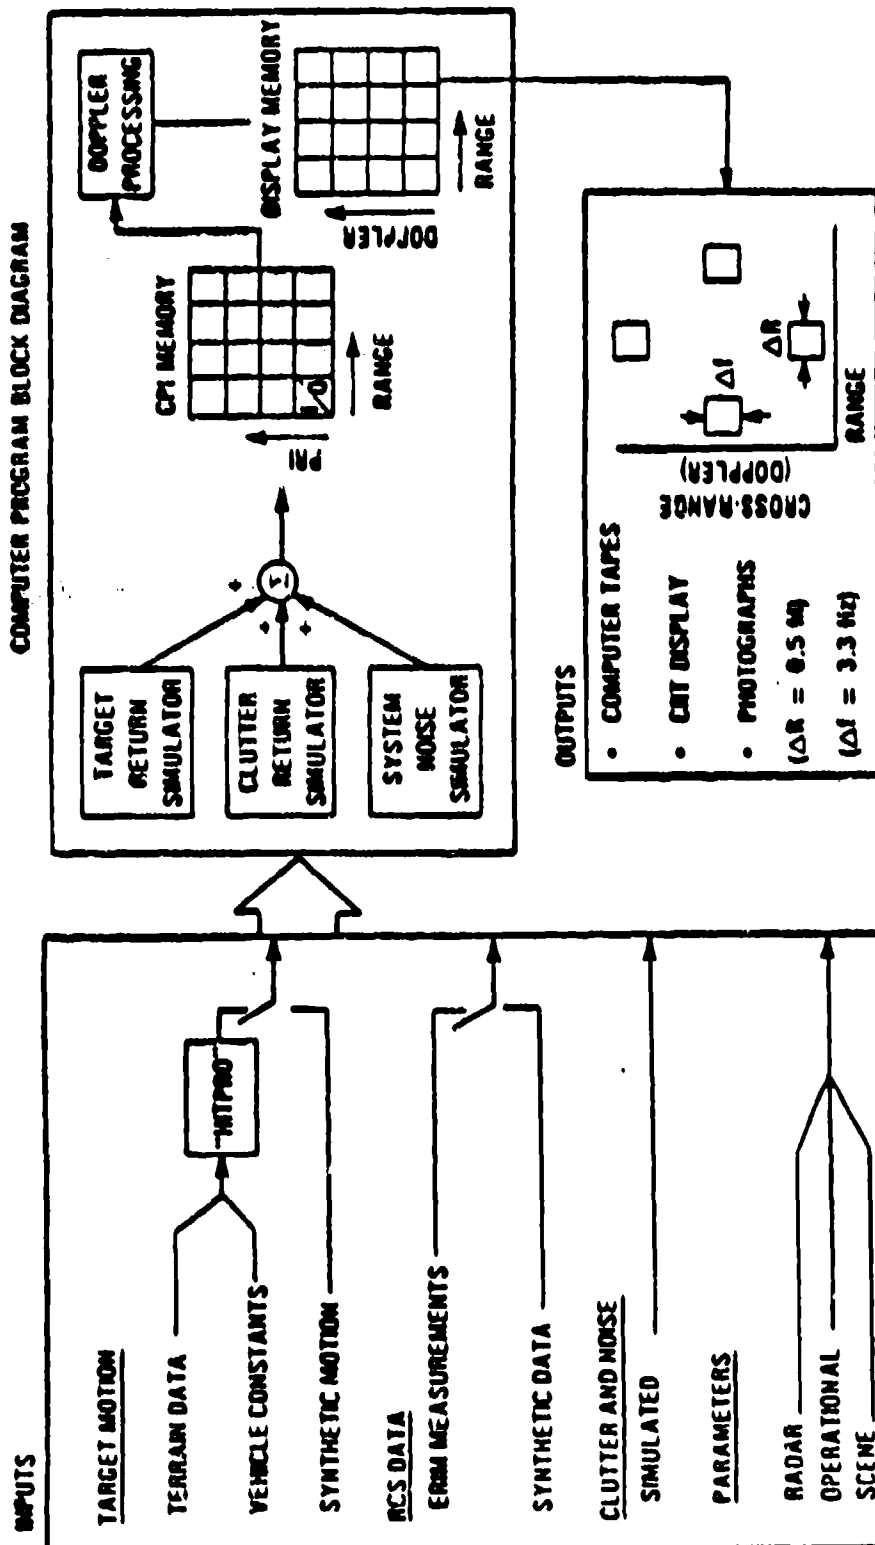 COMPUTER PROGRAM BLOCK DIAGRAM
INPUTS
TARGET MOTION
TERRAIN DATA
VEHICLE CONSTANTS
HITPRO
SYNTHETIC MOTION
RCS DATA
ERIM MEASUREMENTS
SYNTHETIC DATA
CLUTTER AND NOISE
SIMULATED
PARAMETERS
RADAR
OPERATIONAL
SCENE
TARGET
RETURN
SIMULATOR
CLUTTER
RETURN
SIMULATOR
SYSTEM
NOISE
SIMULATOR
+
+
+
Σ
CPI MEMORY
PRI
I/Q
RANGE
DOPPLER
PROCESSING
DISPLAY MEMORY
DOPPLER
RANGE
OUTPUTS
• COMPUTER TAPES
• CRT DISPLAY
• PHOTOGRAPHS
(ΔR = 0.5 M)
(Δf = 3.3 Hz)
CROSS-RANGE
(DOPPLER)
Δf
ΔR
RANGE